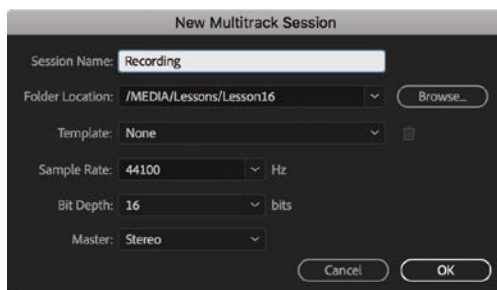 New Multitrack Session
Session Name: Recording
Folder Location: /MEDIA/Lessons/Lesson16 Browse...
Template: None
Sample Rate: 44100 Hz
Bit Depth: 16 bits
Master: Stereo
Cancel OK